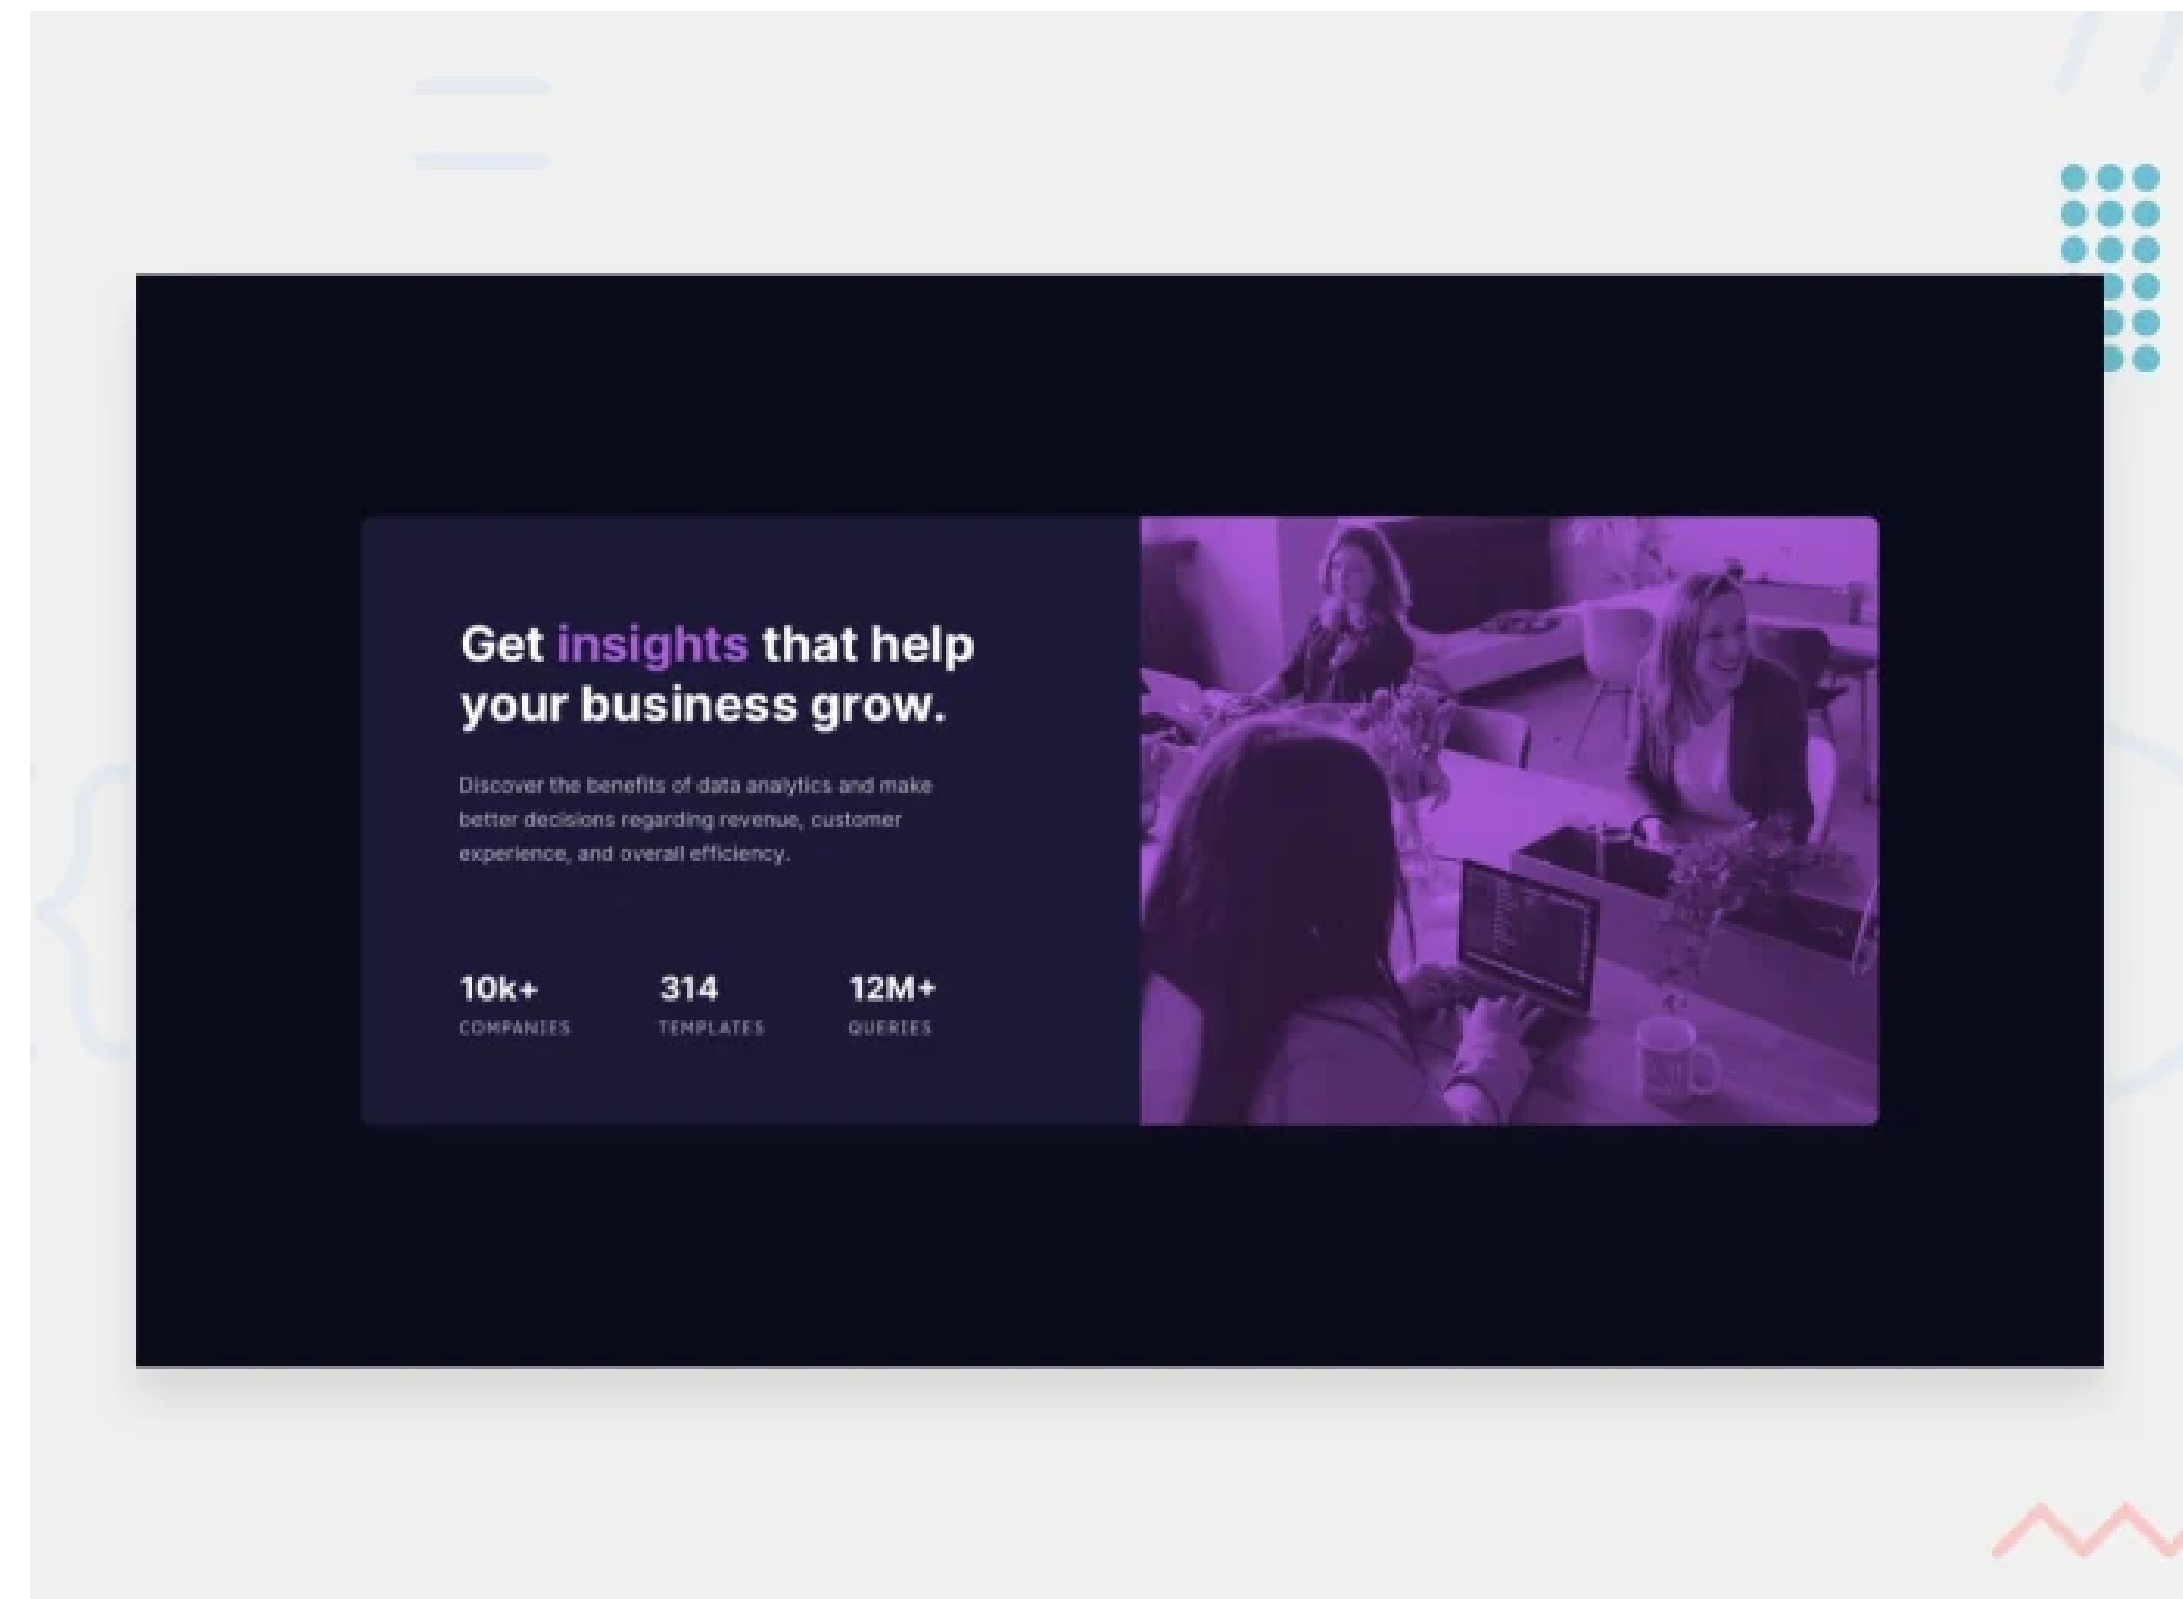 Get insights that help
your business grow.
Discover the benefits of data analytics and make
better decisions regarding revenue, customer
experience, and overall efficiency.
10k+ 314 12M+
COMPANIES TEMPLATES QUERIES